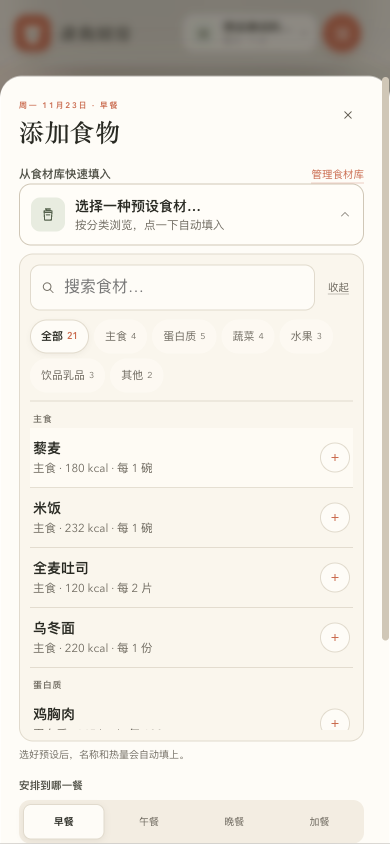 周一 11月23日 · 早餐
添加食物
×
从食材库快速填入 管理食材库
选择一种预设食材…
按分类浏览，点一下自动填入
搜索食材… 收起
全部 21 主食 4 蛋白质 5 蔬菜 4 水果 3
饮品乳品 3 其他 2
主食
藜麦
主食 · 180 kcal · 每 1 碗
+
米饭
主食 · 232 kcal · 每 1 碗
+
全麦吐司
主食 · 120 kcal · 每 2 片
+
乌冬面
主食 · 220 kcal · 每 1 份
+
蛋白质
鸡胸肉
+
选好预设后，名称和热量会自动填上。
安排到哪一餐
早餐 午餐 晚餐 加餐